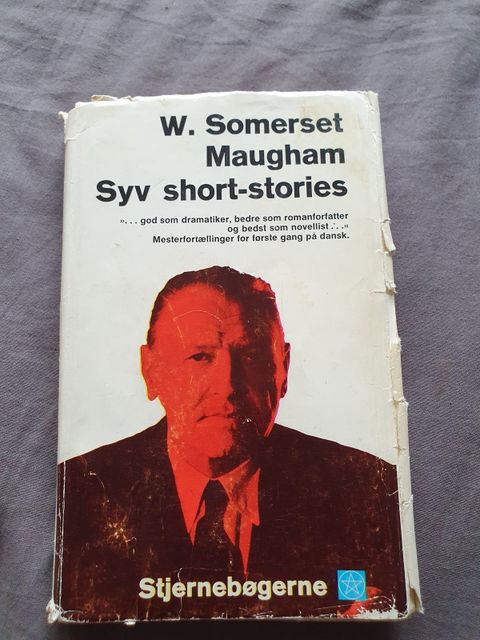 W. Somerset
Maugham
Syv short-stories
»... god som dramatiker, bedre som romanforfatter
og bedst som novellist ...«
Mesterfortællinger for første gang på dansk.
Stjernebøgerne